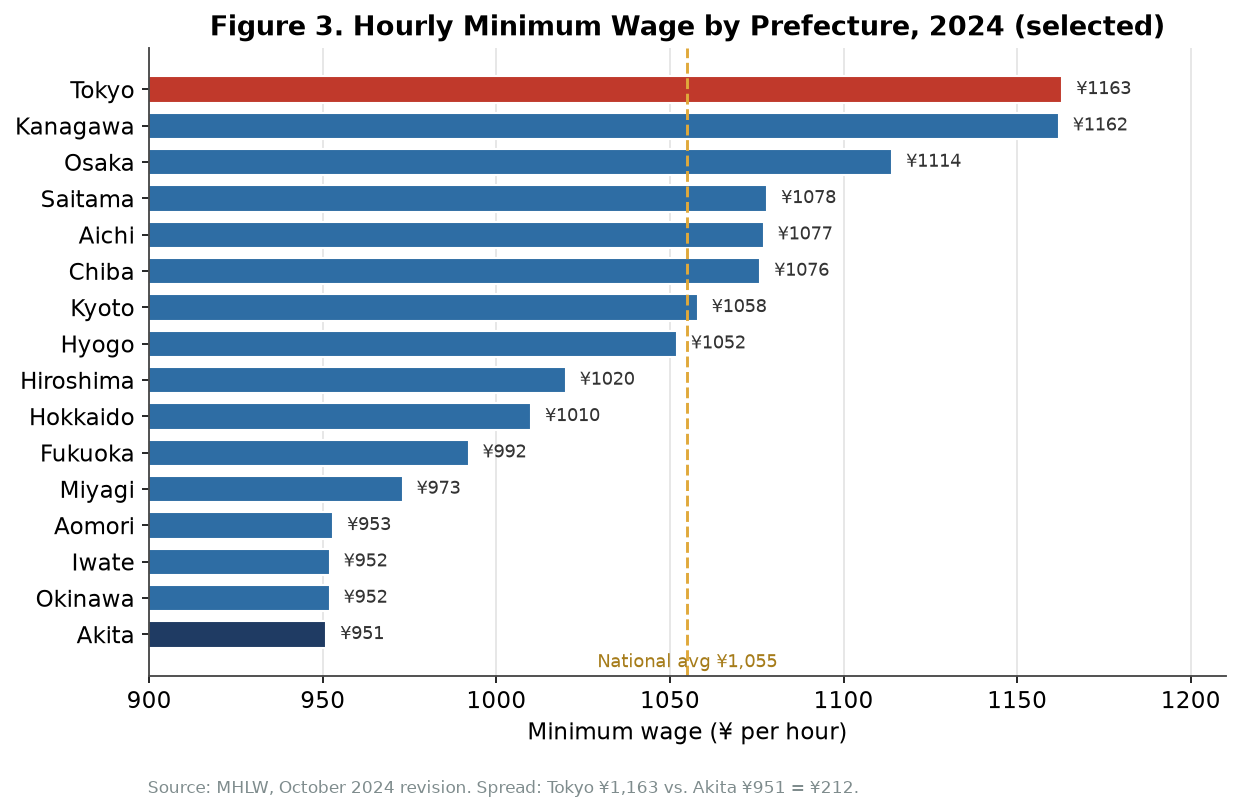 Figure 3. Hourly Minimum Wage by Prefecture, 2024 (selected)
Tokyo ¥1163
Kanagawa ¥1162
Osaka ¥1114
Saitama ¥1078
Aichi ¥1077
Chiba ¥1076
Kyoto ¥1058
Hyogo ¥1052
Hiroshima ¥1020
Hokkaido ¥1010
Fukuoka ¥992
Miyagi ¥973
Aomori ¥953
Iwate ¥952
Okinawa ¥952
Akita ¥951
National avg ¥1,055
900 950 1000 1050 1100 1150 1200
Minimum wage (¥ per hour)
Source: MHLW, October 2024 revision. Spread: Tokyo ¥1,163 vs. Akita ¥951 = ¥212.